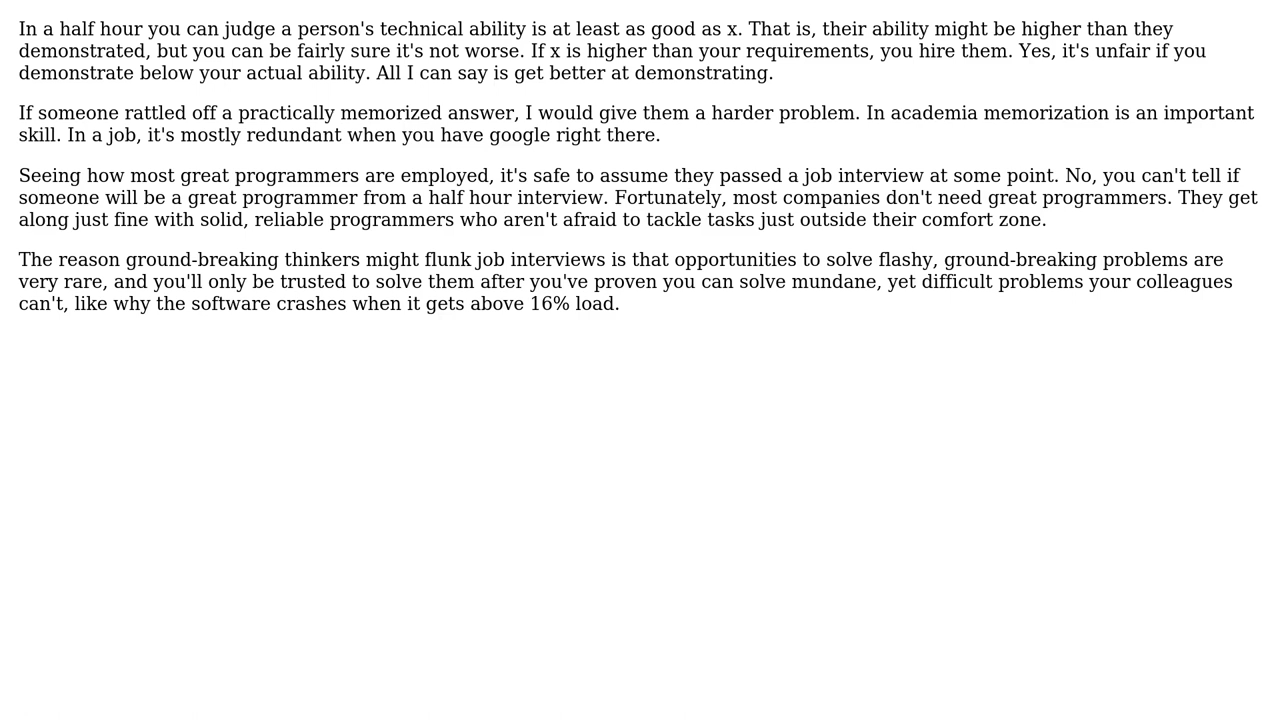 In a half hour you can judge a person's technical ability is at least as good as x. That is, their ability might be higher than they
demonstrated, but you can be fairly sure it's not worse. If x is higher than your requirements, you hire them. Yes, it's unfair if you
demonstrate below your actual ability. All I can say is get better at demonstrating.
If someone rattled off a practically memorized answer, I would give them a harder problem. In academia memorization is an important
skill. In a job, it's mostly redundant when you have google right there.
Seeing how most great programmers are employed, it's safe to assume they passed a job interview at some point. No, you can't tell if
someone will be a great programmer from a half hour interview. Fortunately, most companies don't need great programmers. They get
along just fine with solid, reliable programmers who aren't afraid to tackle tasks just outside their comfort zone.
The reason ground-breaking thinkers might flunk job interviews is that opportunities to solve flashy, ground-breaking problems are
very rare, and you'll only be trusted to solve them after you've proven you can solve mundane, yet difficult problems your colleagues
can't, like why the software crashes when it gets above 16% load.